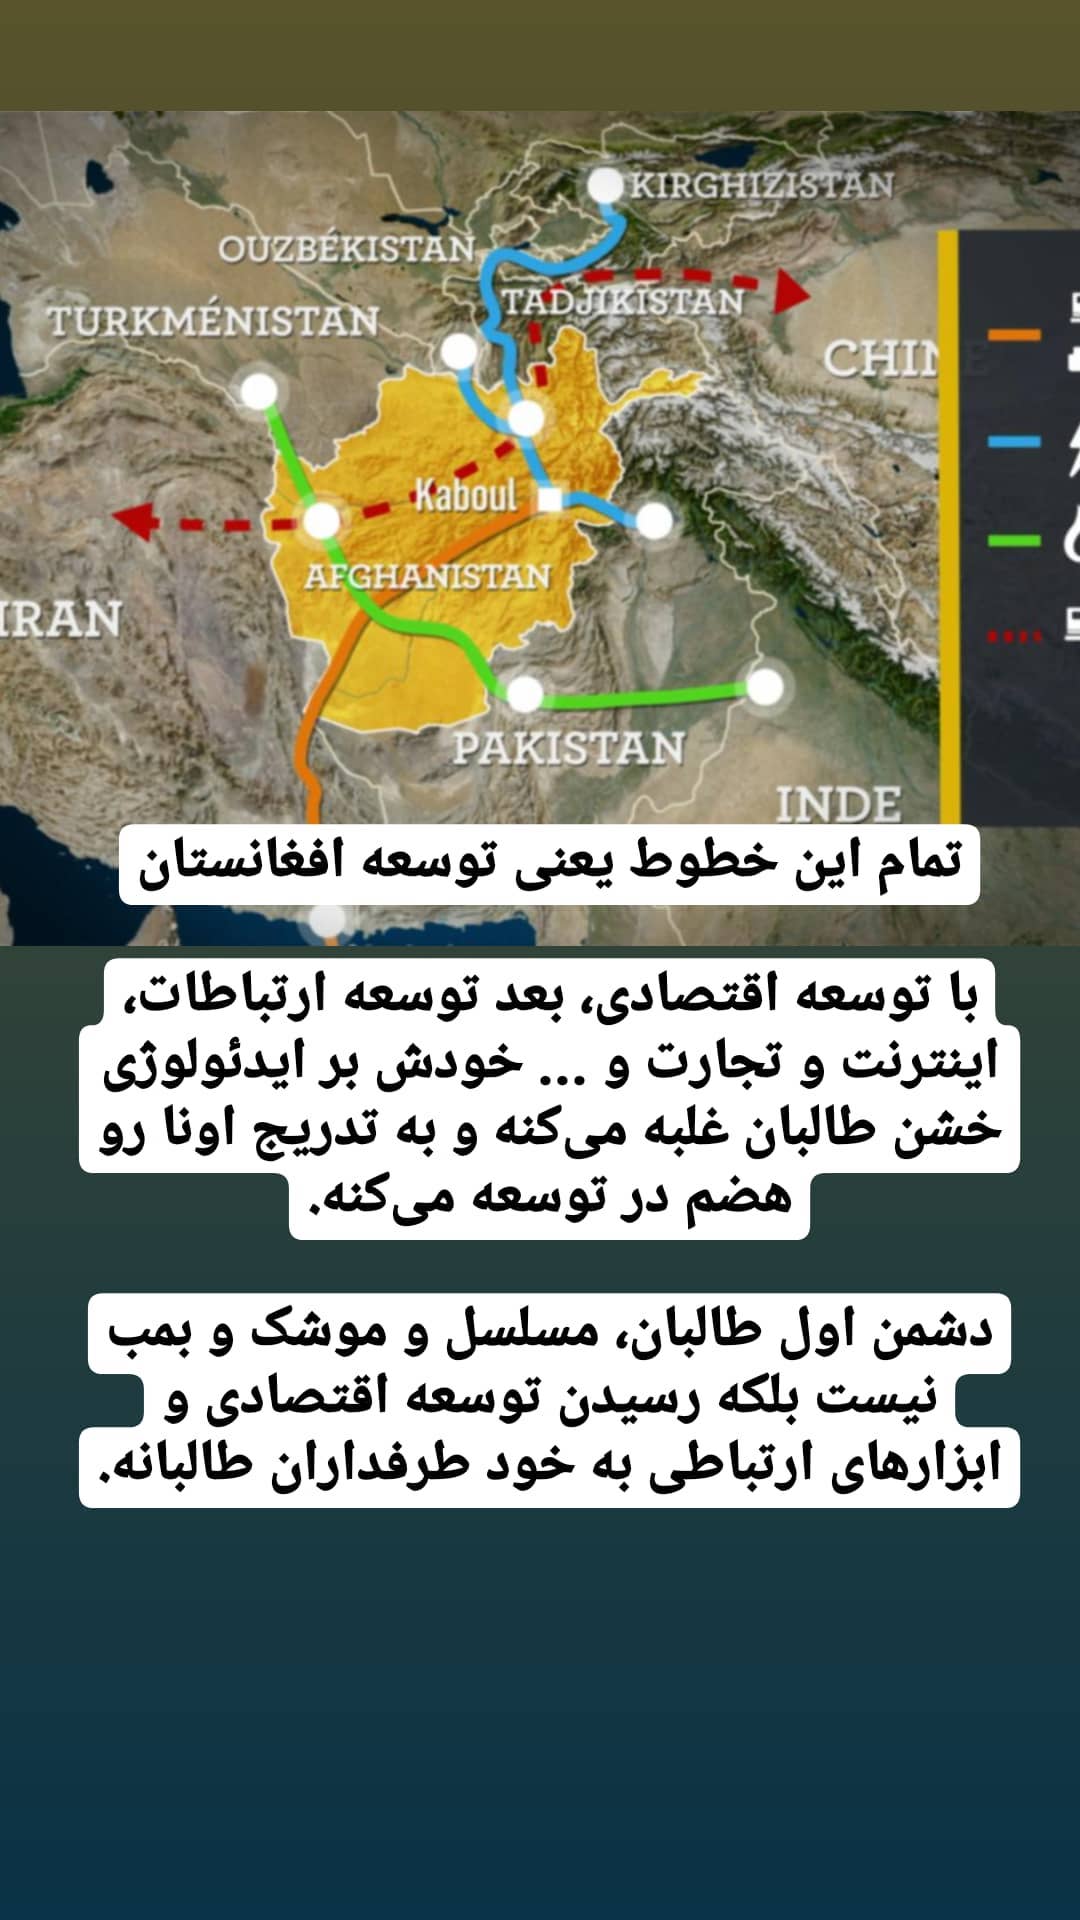 KIRGHIZISTAN
OUZBÉKISTAN
TADJIKISTAN
TURKMÉNISTAN
CHINE
Kaboul
AFGHANISTAN
IRAN
PAKISTAN
INDE
تمام این خطوط یعنی توسعه افغانستان
با توسعه اقتصادی، بعد توسعه ارتباطات،
اینترنت و تجارت و ... خودش بر ایدئولوژی
خشن طالبان غلبه می‌کنه و به تدریج اونا رو
هضم در توسعه می‌کنه.
دشمن اول طالبان، مسلسل و موشک و بمب
نیست بلکه رسیدن توسعه اقتصادی و
ابزارهای ارتباطی به خود طرفداران طالبانه.